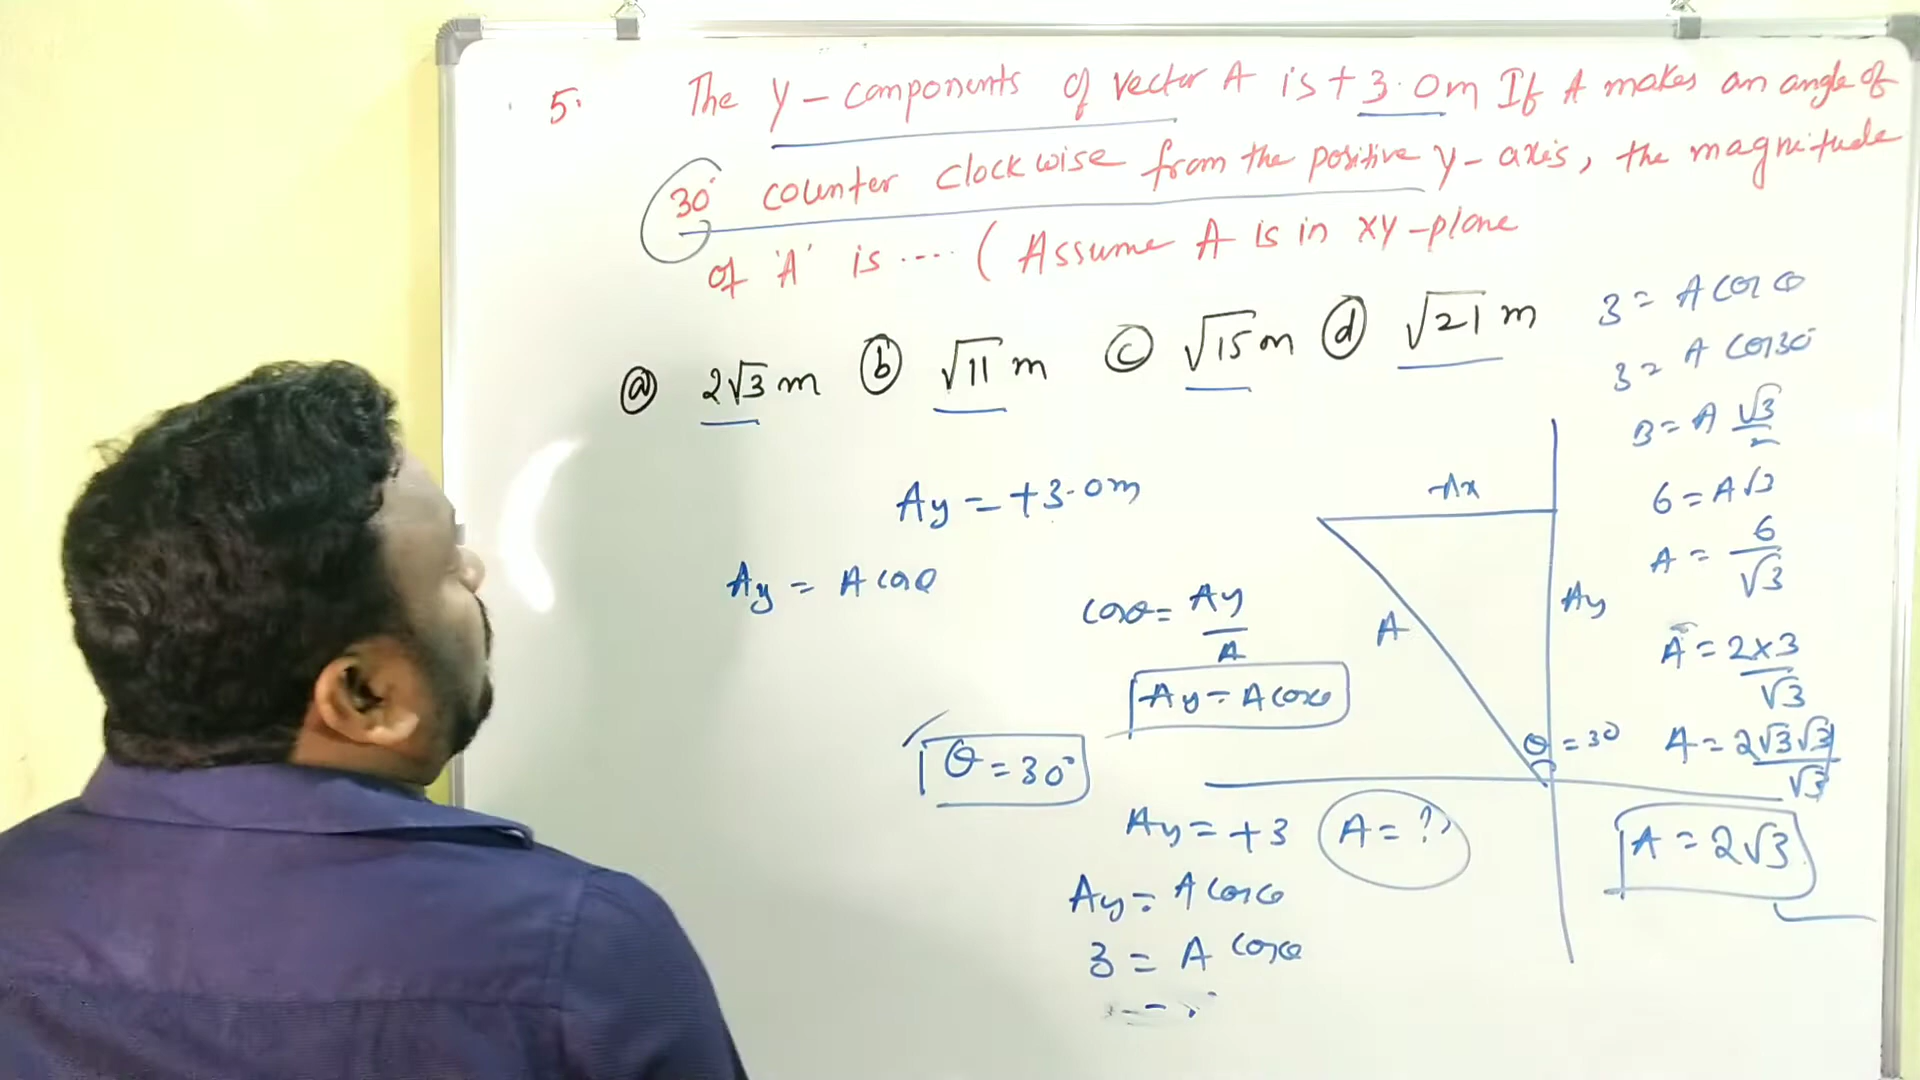 5. The y-components of vector A is + 3.0m If A makes an angle of
30° counter clockwise from the positive y-axis, the magnitude
of 'A' is .... ( Assume A is in xy-plane
ⓐ 2√3 m ⓑ √11 m ⓒ √15 m ⓓ √21 m
Ay = +3.0m
Ay = A cosθ
cosθ = Ay/A
Ay = A cosθ
θ = 30°
Ay = +3 A = ?
Ay = A cosθ
3 = A cosθ
Ax
A
Ay
θ = 30
3 = A cosθ
3 = A cos30°
3 = A √3/2
6 = A√3
A = 6/√3
A = 2×3/√3
A = 2√3√3/√3
A = 2√3